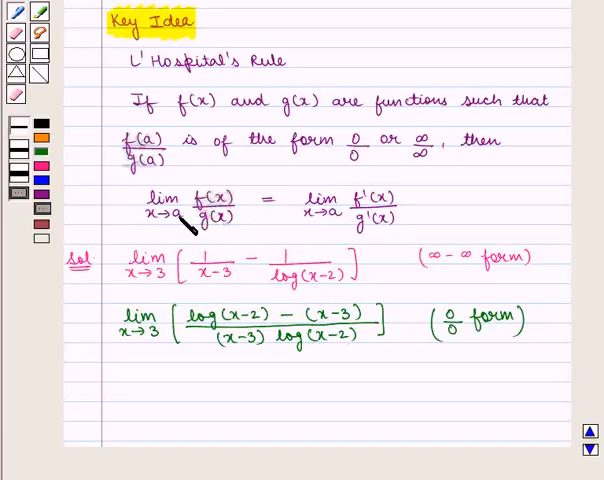 Key Idea
L' Hospital's Rule
If f(x) and g(x) are functions such that
f(a)/g(a) is of the form 0/0 or ∞/∞, then
lim x→a f(x)/g(x) = lim x→a f'(x)/g'(x)
Sol lim x→3 [1/(x-3) - 1/log(x-2)] (∞-∞ form)
lim x→3 [(log(x-2) - (x-3))/((x-3) log(x-2))] (0/0 form)